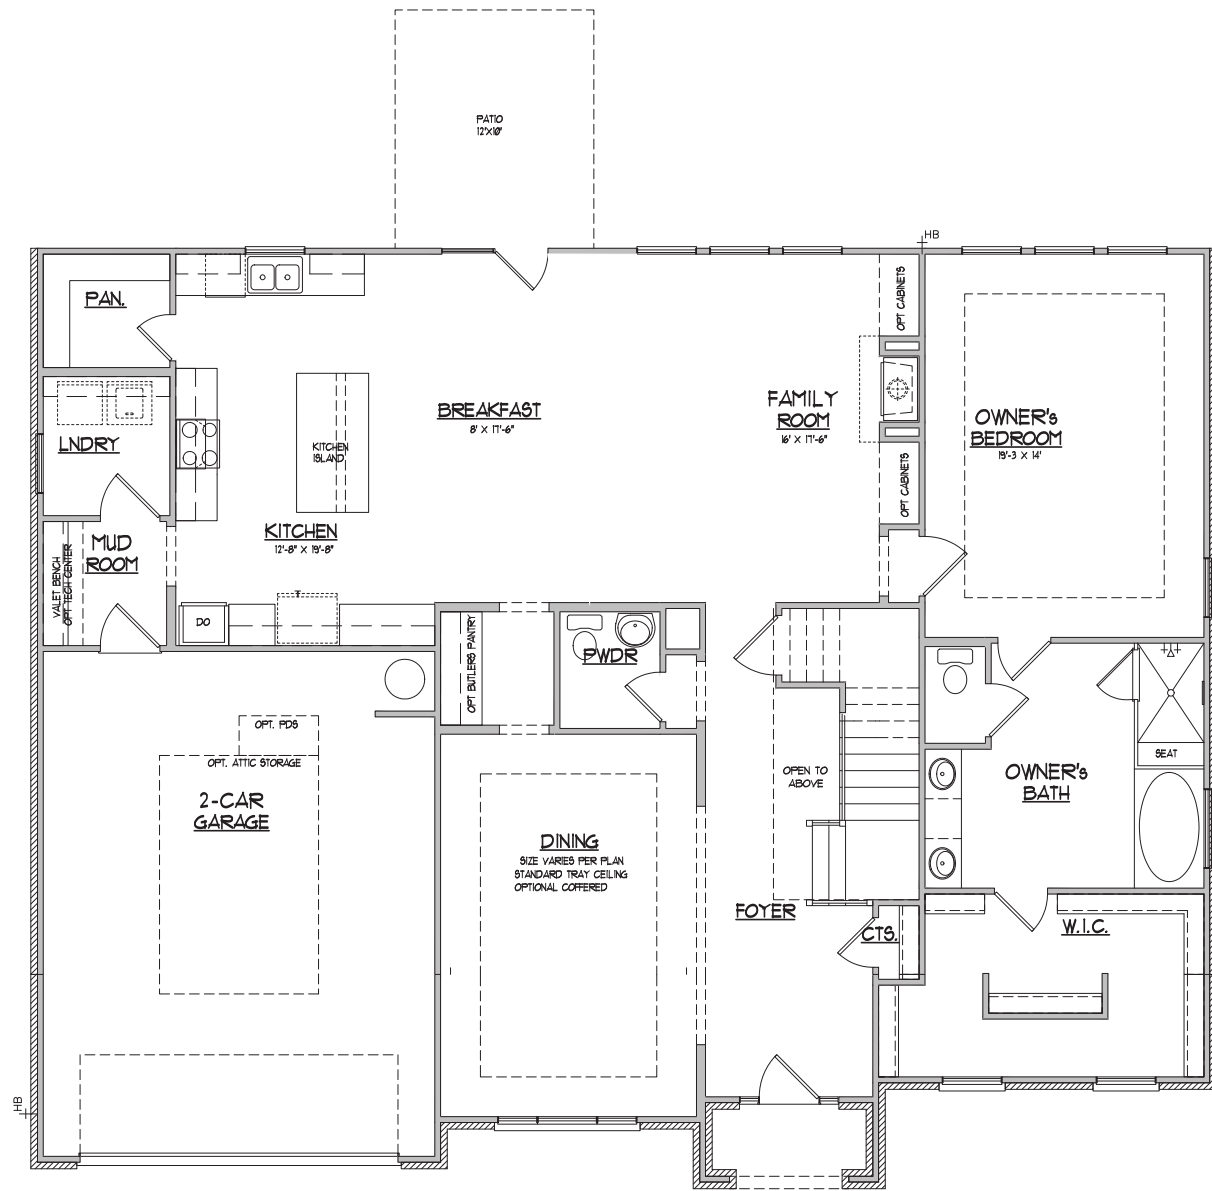 PATIO
12'X10'
HB
PAN.
OPT CABINETS
LNDRY
BREAKFAST
8' X 17'-6"
FAMILY
ROOM
16' X 17'-6"
OWNER's
BEDROOM
19'-3 X 14'
KITCHEN
ISLAND
OPT CABINETS
KITCHEN
12'-8" X 19'-8"
MUD
ROOM
VALET BENCH
OPT TECH CENTER
DO
OPT BUTLERS PANTRY
PWDR
OPT. PDS
OPT. ATTIC STORAGE
2-CAR
GARAGE
OPEN TO
ABOVE
SEAT
OWNER's
BATH
DINING
SIZE VARIES PER PLAN
STANDARD TRAY CEILING
OPTIONAL COFFERED
FOYER
CTS.
W.I.C.
HB